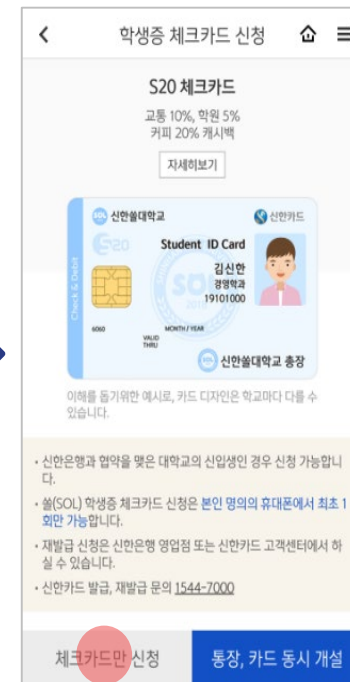 학생증 체크카드 신청
S20 체크카드
교통 10%, 학원 5%
커피 20% 캐시백
자세히보기
SOL 신한쏠대학교
신한카드
S20
Student ID Card
김신한
경영학과
19101000
Check & Debit
SOL
6060
MONTH / YEAR
VALID
THRU
SOL 신한쏠대학교 총장
이해를 돕기위한 예시로, 카드 디자인은 학교마다 다를 수
있습니다.
• 신한은행과 협약을 맺은 대학교의 신입생인 경우 신청 가능합니
다.
• 쏠(SOL) 학생증 체크카드 신청은 본인 명의의 휴대폰에서 최초 1
회만 가능합니다.
• 재발급 신청은 신한은행 영업점 또는 신한카드 고객센터에서 하
실 수 있습니다.
• 신한카드 발급, 재발급 문의 1544-7000
체크카드만 신청
통장, 카드 동시 개설